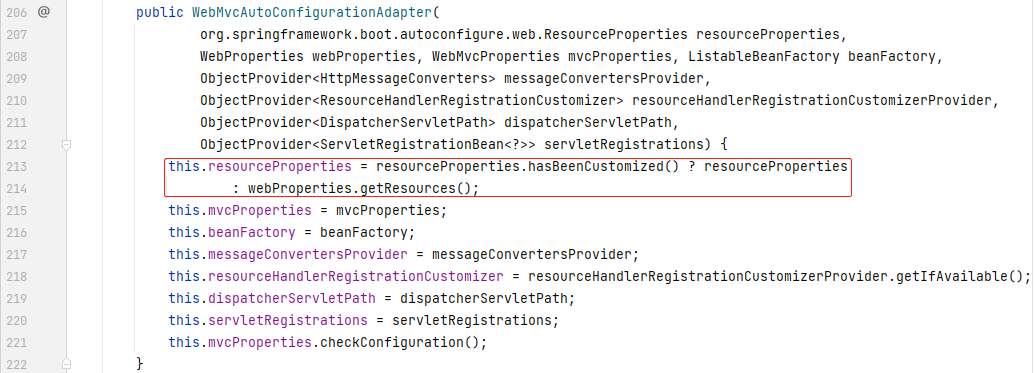 206 @ public WebMvcAutoConfigurationAdapter(
207 org.springframework.boot.autoconfigure.web.ResourceProperties resourceProperties,
208 WebProperties webProperties, WebMvcProperties mvcProperties, ListableBeanFactory beanFactory,
209 ObjectProvider<HttpMessageConverters> messageConvertersProvider,
210 ObjectProvider<ResourceHandlerRegistrationCustomizer> resourceHandlerRegistrationCustomizerProvider,
211 ObjectProvider<DispatcherServletPath> dispatcherServletPath,
212 ObjectProvider<ServletRegistrationBean<?>> servletRegistrations) {
213 this.resourceProperties = resourceProperties.hasBeenCustomized() ? resourceProperties
214 : webProperties.getResources();
215 this.mvcProperties = mvcProperties;
216 this.beanFactory = beanFactory;
217 this.messageConvertersProvider = messageConvertersProvider;
218 this.resourceHandlerRegistrationCustomizer = resourceHandlerRegistrationCustomizerProvider.getIfAvailable();
219 this.dispatcherServletPath = dispatcherServletPath;
220 this.servletRegistrations = servletRegistrations;
221 this.mvcProperties.checkConfiguration();
222 }